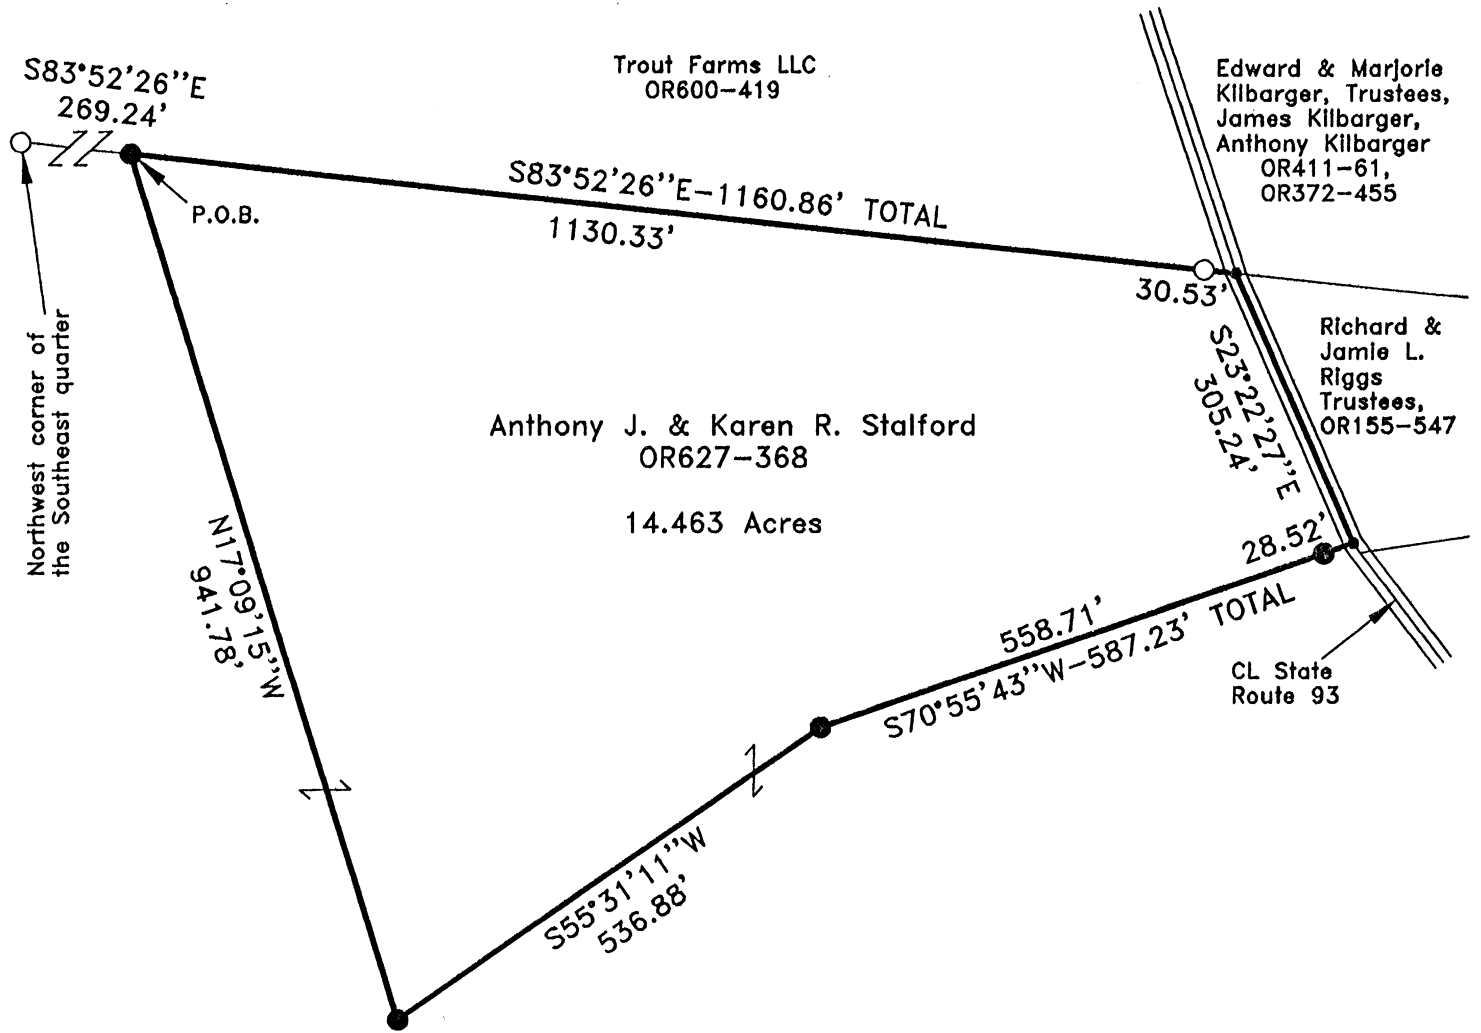 S83°52'26"E
269.24'
Trout Farms LLC
OR600-419
Edward & Marjorie
Kilbarger, Trustees,
James Kilbarger,
Anthony Kilbarger
OR411-61,
OR372-455
P.O.B.
S83°52'26"E-1160.86' TOTAL
1130.33'
30.53'
Northwest corner of
the Southeast quarter
S23°22'27"E
305.24'
Richard &
Jamie L.
Riggs
Trustees,
OR155-547
Anthony J. & Karen R. Stalford
OR627-368
14.463 Acres
N17°09'15"W
941.78'
28.52'
558.71'
S70°55'43"W-587.23' TOTAL
CL State
Route 93
S55°31'11"W
536.88'